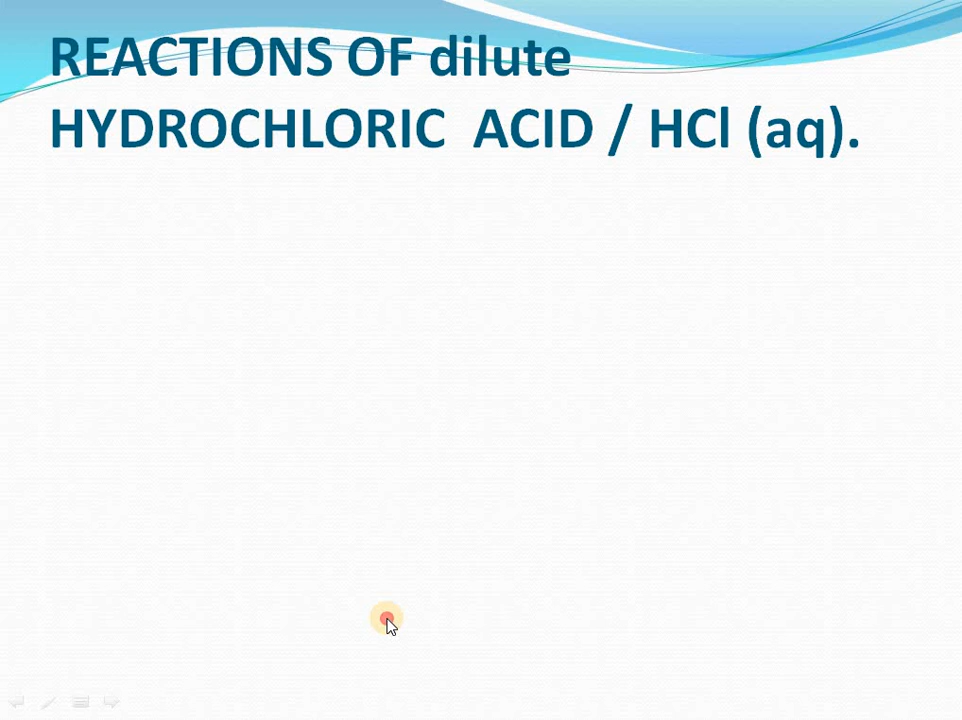 REACTIONS OF dilute
HYDROCHLORIC ACID / HCl (aq).